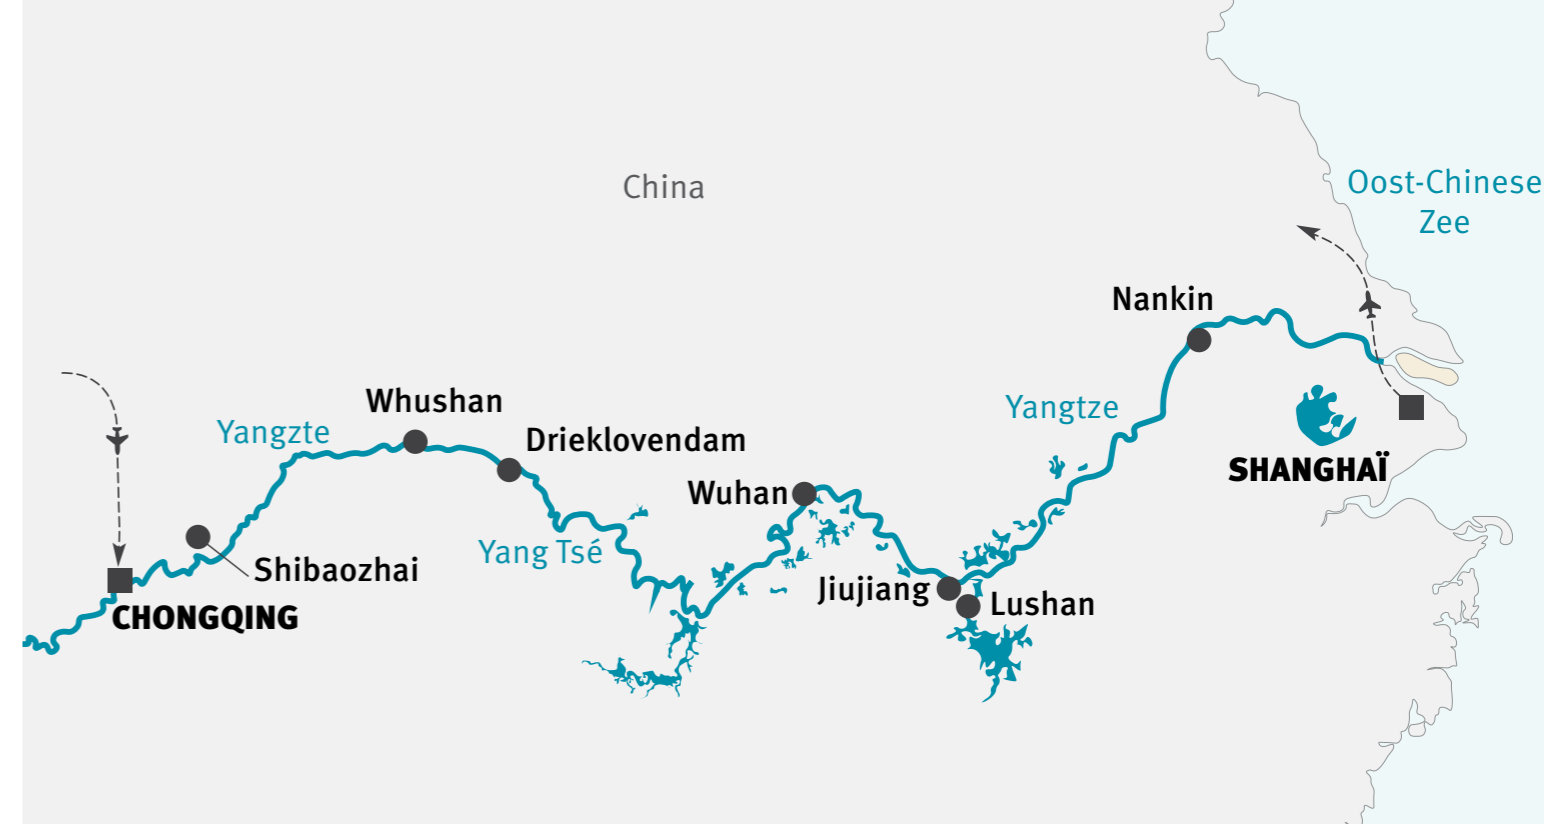 China
Oost-Chinese
Zee
Nankin
Whushan
Yangzte
Drieklovendam
Yangtze
SHANGHAÏ
Wuhan
Yang Tsé
Shibaozhai
Jiujiang
Lushan
CHONGQING